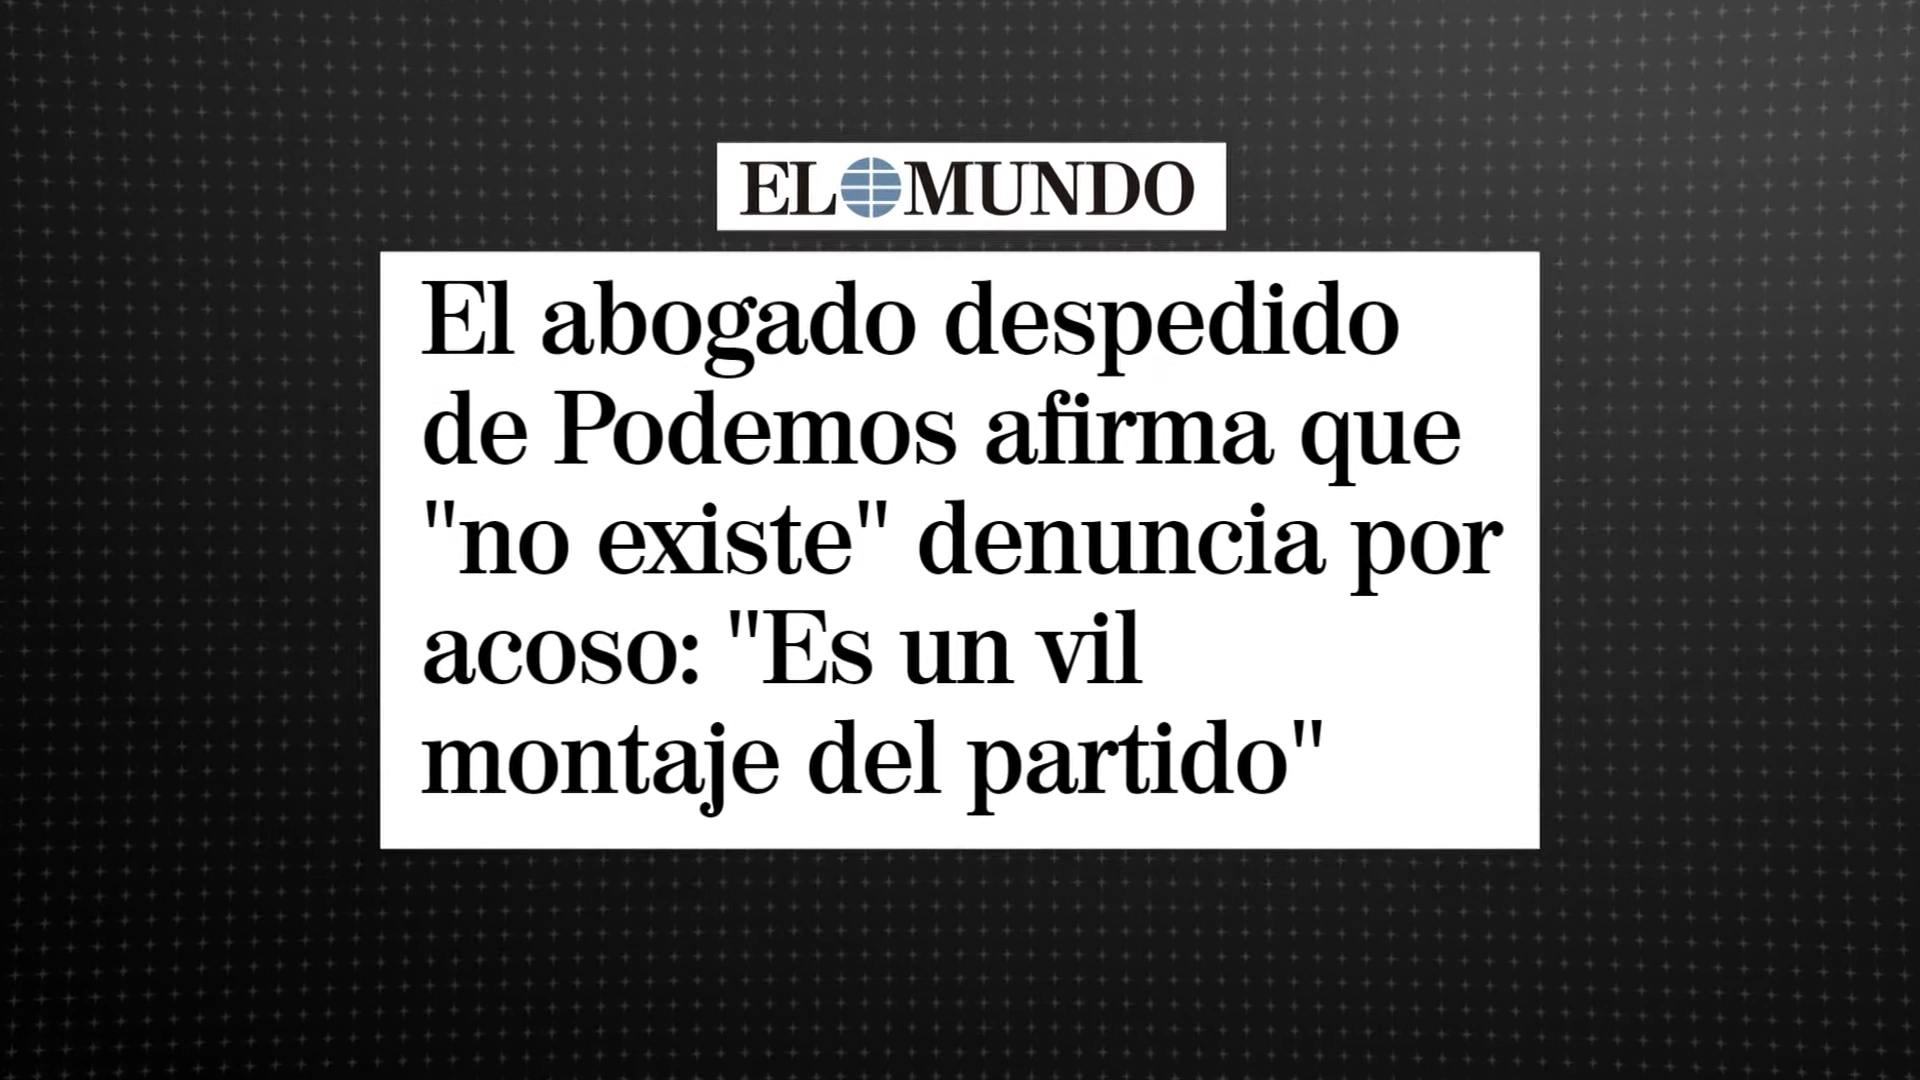 EL MUNDO
El abogado despedido
de Podemos afirma que
"no existe" denuncia por
acoso: "Es un vil
montaje del partido"